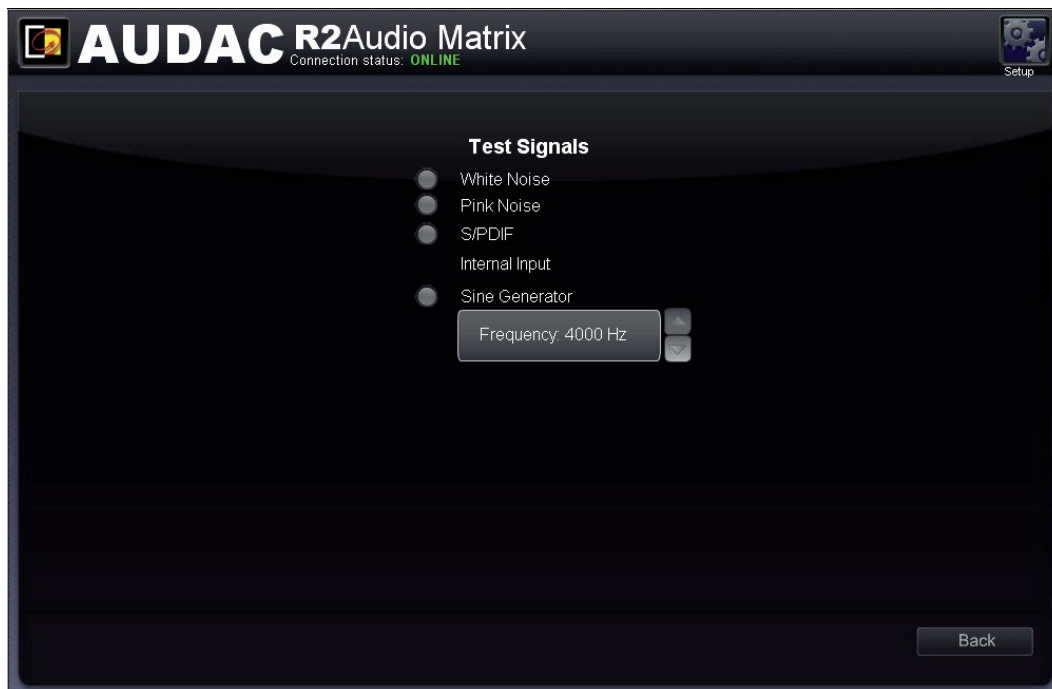 AUDAC R2Audio Matrix
Connection status: ONLINE
Setup
Test Signals
White Noise
Pink Noise
S/PDIF
Internal Input
Sine Generator
Frequency: 4000 Hz
Back